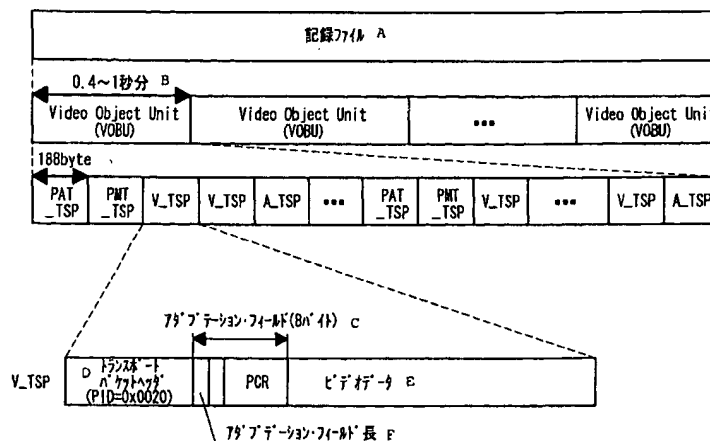 記録ファイル A
0.4~1秒分 B
Video Object Unit
(VOBU)
Video Object Unit
(VOBU)
•••
Video Object Unit
(VOBU)
188byte
PAT
_TSP
PMT
_TSP
V_TSP
V_TSP
A_TSP
•••
PAT
_TSP
PMT
_TSP
V_TSP
•••
V_TSP
A_TSP
アダプテーション・フィールド(8バイト) C
V_TSP
D トランスポート
パケットヘッダ
(PID=0x0020)
PCR
ビデオデータ E
アダプテーション・フィールド長 F